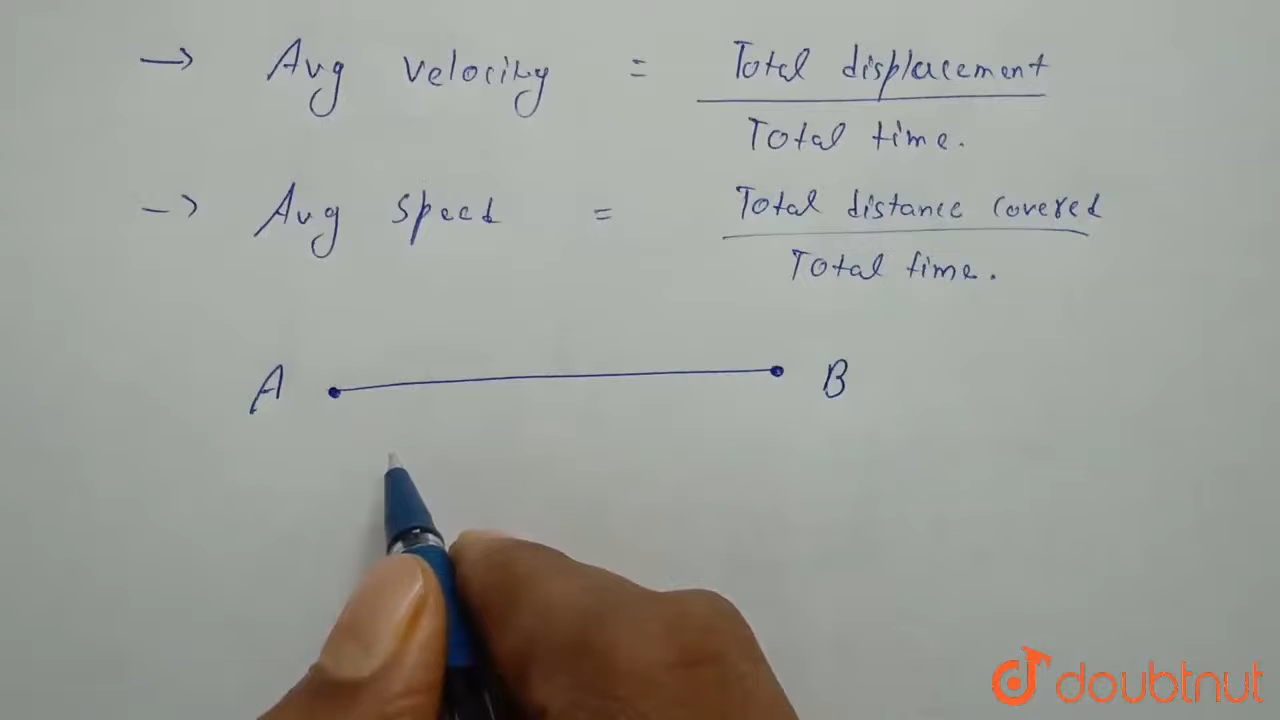 → Avg velocity = Total displacement
Total time.
→ Avg speed = Total distance covered
Total time.
A B
doubtnut